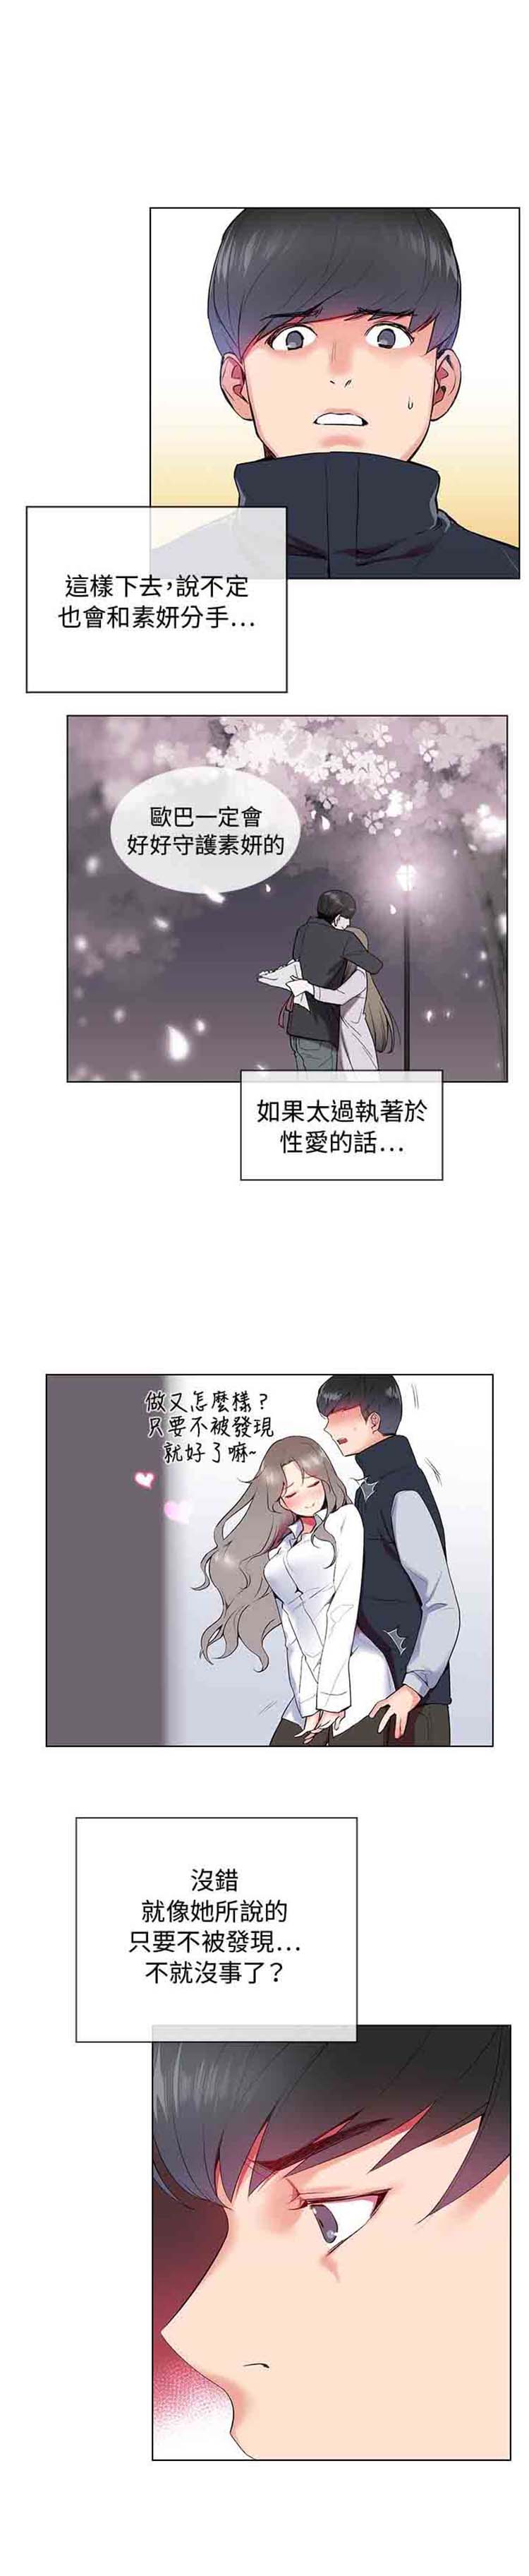 這樣下去，說不定
也會和素妍分手...
歐巴一定會
好好守護素妍的
如果太過執著於
性愛的話...
做又怎麼樣？
只要不被發現
就好了嘛~
沒錯
就像她所說的
只要不被發現...
不就沒事了？